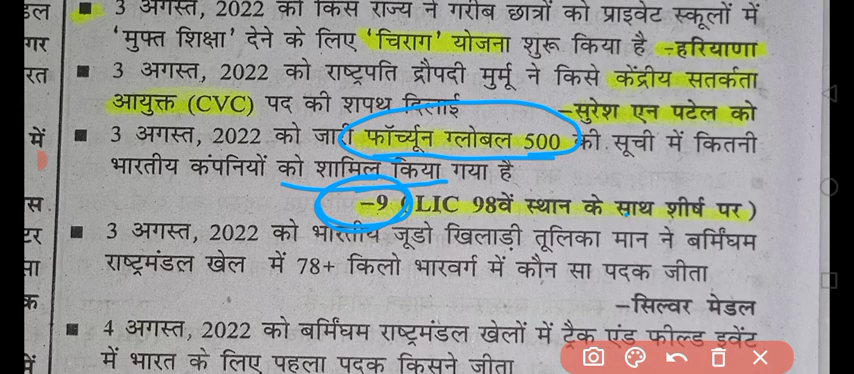 3 अगस्त, 2022 को किस राज्य ने गरीब छात्रों को प्राइवेट स्कूलों में
'मुफ्त शिक्षा' देने के लिए 'चिराग' योजना शुरू किया है -हरियाणा
गर
रत
■ 3 अगस्त, 2022 को राष्ट्रपति द्रौपदी मुर्मू ने किसे केंद्रीय सतर्कता
आयुक्त (CVC) पद की शपथ दिलाई -सुरेश एन पटेल को
में
■ 3 अगस्त, 2022 को जारी फॉर्च्यून ग्लोबल 500 की सूची में कितनी
भारतीय कंपनियों को शामिल किया गया है
-9 (LIC 98वें स्थान के साथ शीर्ष पर)
स
टर
■ 3 अगस्त, 2022 को भारतीय जूडो खिलाड़ी तूलिका मान ने बर्मिंघम
राष्ट्रमंडल खेल में 78+ किलो भारवर्ग में कौन सा पदक जीता
-सिल्वर मेडल
■ 4 अगस्त, 2022 को बर्मिंघम राष्ट्रमंडल खेलों में ट्रैक एंड फील्ड इवेंट
में भारत के लिए पहला पदक किसने जीता